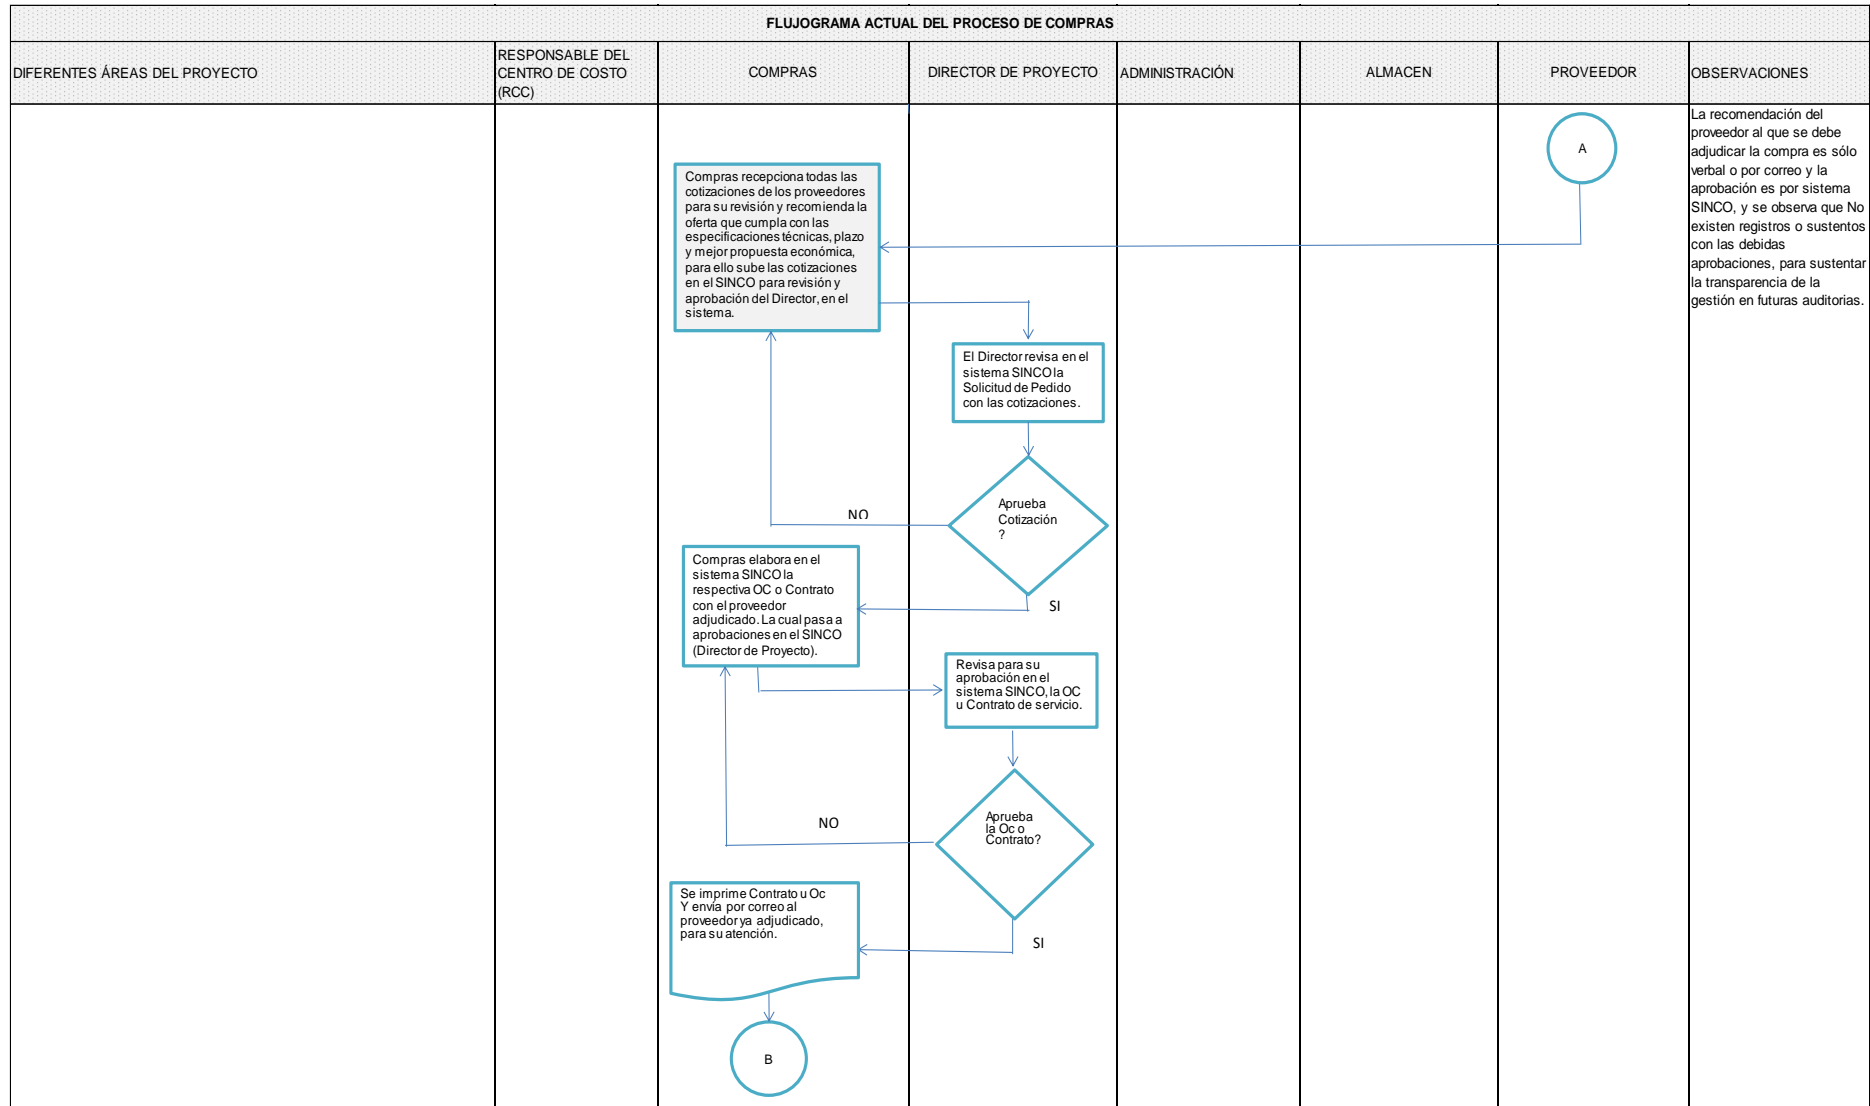 FLUJOGRAMA ACTUAL DEL PROCESO DE COMPRAS
DIFERENTES ÁREAS DEL PROYECTO
RESPONSABLE DEL
CENTRO DE COSTO
(RCC)
COMPRAS
DIRECTOR DE PROYECTO
ADMINISTRACIÓN
ALMACEN
PROVEEDOR
OBSERVACIONES
A
La recomendación del
proveedor al que se debe
adjudicar la compra es sólo
verbal o por correo y la
aprobación es por sistema
SINCO, y se observa que No
existen registros o sustentos
con las debidas
aprobaciones, para sustentar
la transparencia de la
gestión en futuras auditorias.
Compras recepciona todas las
cotizaciones de los proveedores
para su revisión y recomienda la
oferta que cumpla con las
especificaciones técnicas, plazo
y mejor propuesta económica,
para ello sube las cotizaciones
en el SINCO para revisión y
aprobación del Director, en el
sistema.
El Director revisa en el
sistema SINCO la
Solicitud de Pedido
con las cotizaciones.
Aprueba
Cotización
?
NO
SI
Compras elabora en el
sistema SINCO la
respectiva OC o Contrato
con el proveedor
adjudicado. La cual pasa a
aprobaciones en el SINCO
(Director de Proyecto).
Revisa para su
aprobación en el
sistema SINCO, la OC
u Contrato de servicio.
Aprueba
la Oc o
Contrato?
NO
SI
Se imprime Contrato u Oc
Y envía por correo al
proveedor ya adjudicado,
para su atención.
B